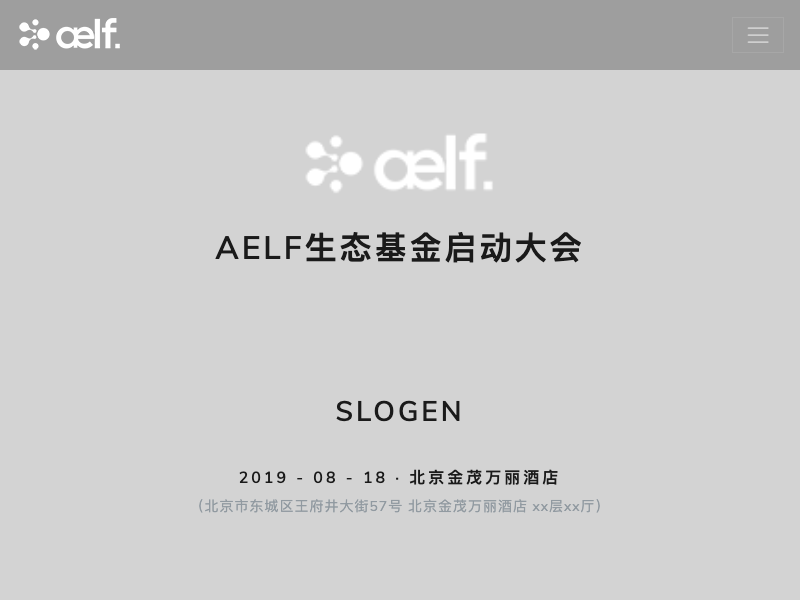 aelf.
aelf.
AELF生态基金启动大会
SLOGEN
2019 - 08 - 18 · 北京金茂万丽酒店
(北京市东城区王府井大街57号 北京金茂万丽酒店 xx层xx厅)